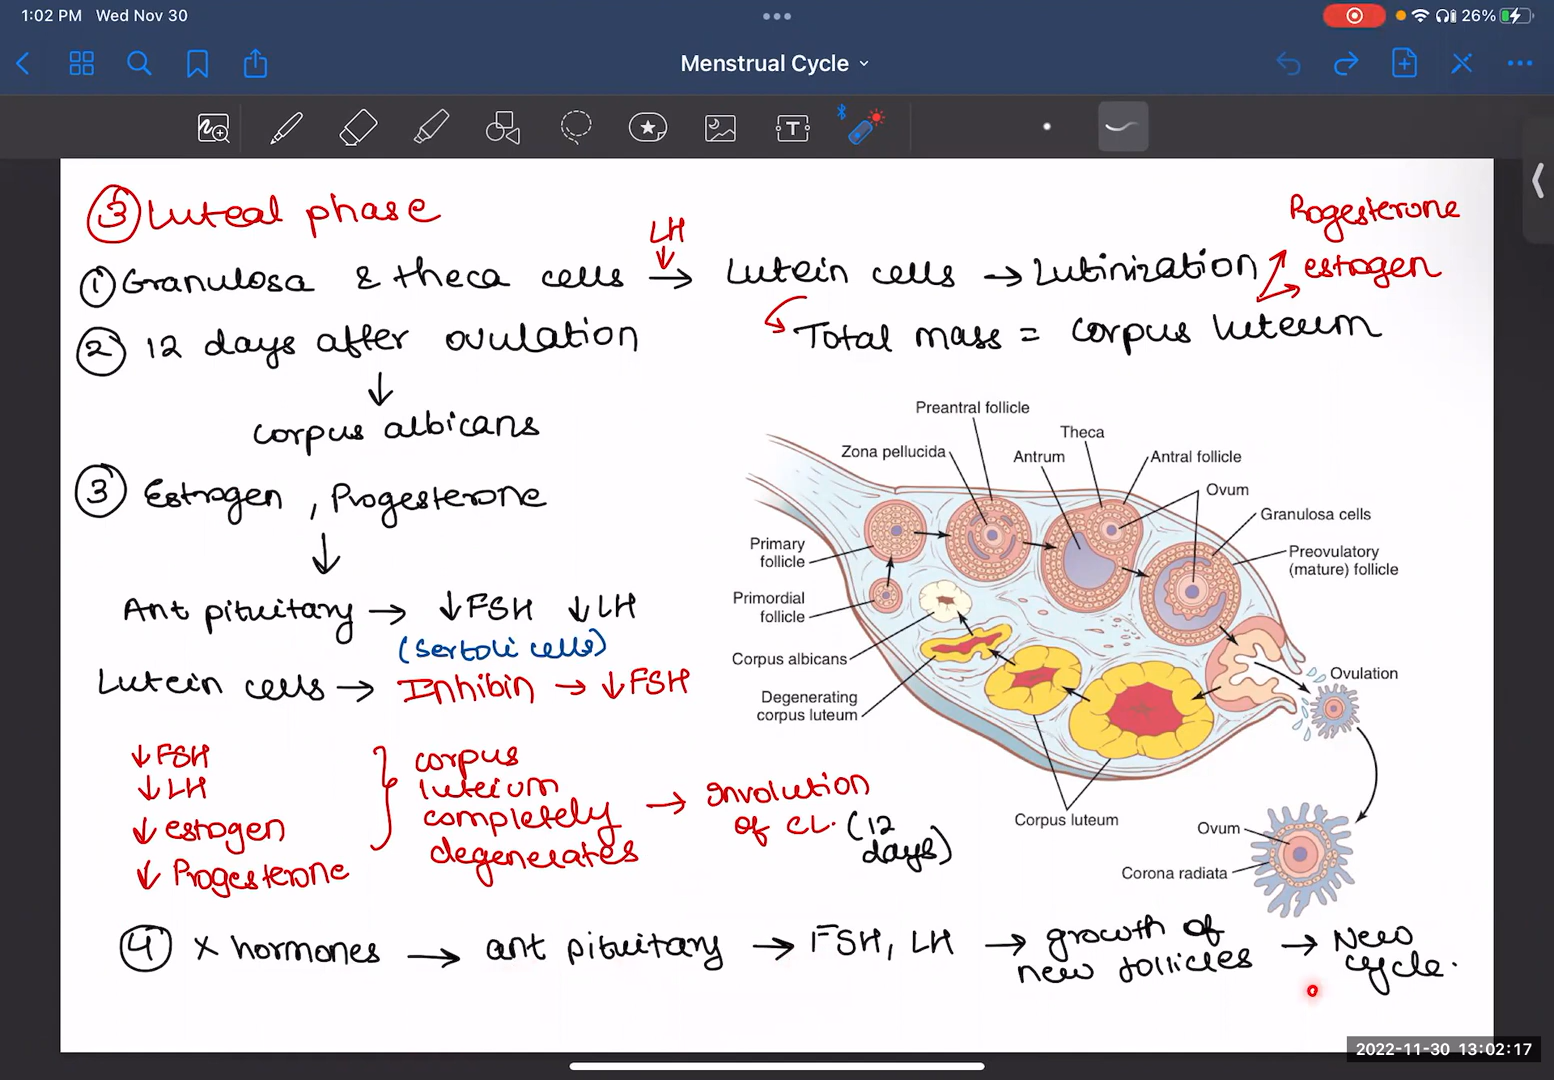 1:02 PM Wed Nov 30
26%
Menstrual Cycle
③ Luteal phase
Progesterone
LH
① Granulosa & theca cells → Lutein cells → Lutinization estrogen
② 12 days after ovulation
Total mass = corpus luteum
↓
corpus albicans
③ Estrogen, Progesterone
↓
Ant pituitary → ↓FSH ↓LH
(Sertoli cells)
Lutein cells → Inhibin → ↓FSH
↓FSH
↓LH
↓ estrogen
↓ Progesterone
corpus
luteium
completely
degenerates
→ Involution
of CL. (12
days)
Preantral follicle
Theca
Zona pellucida
Antrum
Antral follicle
Ovum
Granulosa cells
Preovulatory
(mature) follicle
Primary
follicle
Primordial
follicle
Corpus albicans
Degenerating
corpus luteum
Ovulation
Corpus luteum
Ovum
Corona radiata
④ X hormones → ant pituitary → FSH, LH → growth of
new follicles → New
cycle.
2022-11-30 13:02:17